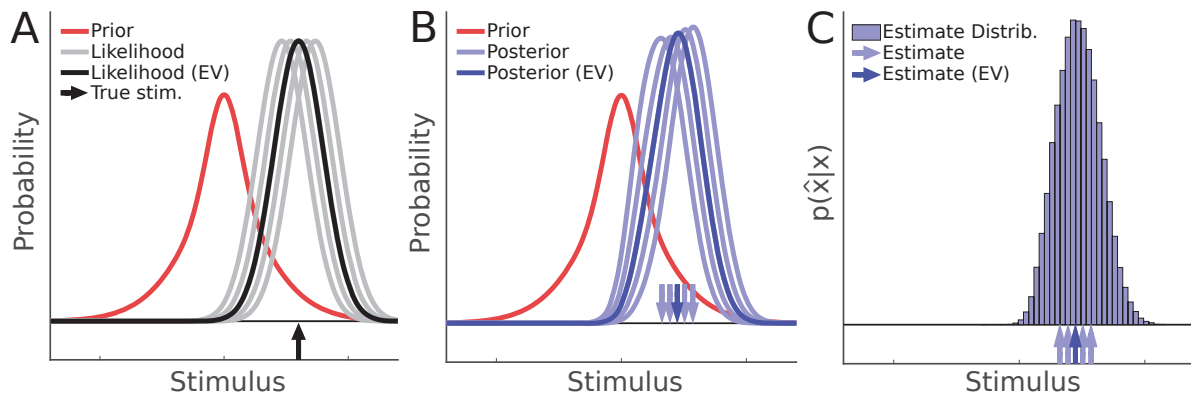 A
Prior
Likelihood
Likelihood (EV)
True stim.
Probability
Stimulus
B
Prior
Posterior
Posterior (EV)
Probability
Stimulus
C
Estimate Distrib.
Estimate
Estimate (EV)
p(x̂|x)
Stimulus